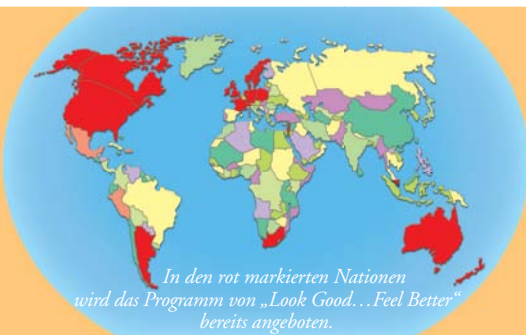 In den rot markierten Nationen
wird das Programm von „Look Good…Feel Better“
bereits angeboten.